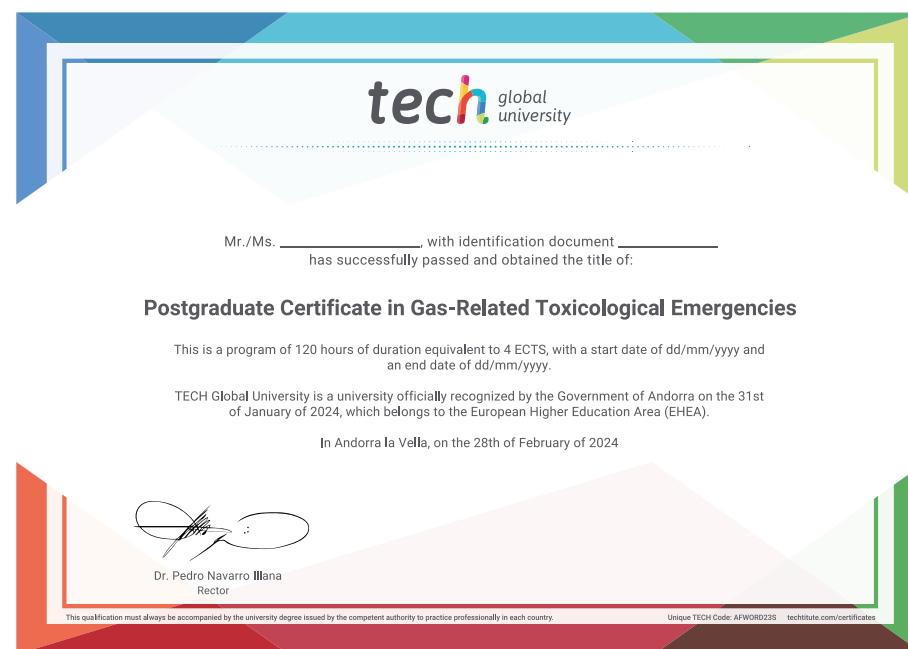 tech global university
Mr./Ms. ____________, with identification document ____________
has successfully passed and obtained the title of:
Postgraduate Certificate in Gas-Related Toxicological Emergencies
This is a program of 120 hours of duration equivalent to 4 ECTS, with a start date of dd/mm/yyyy and
an end date of dd/mm/yyyy.
TECH Global University is a university officially recognized by the Government of Andorra on the 31st
of January of 2024, which belongs to the European Higher Education Area (EHEA).
In Andorra la Vella, on the 28th of February of 2024
Dr. Pedro Navarro Illana
Rector
This qualification must always be accompanied by the university degree issued by the competent authority to practice professionally in each country.
Unique TECH Code: AFWORD23S techtitute.com/certificates